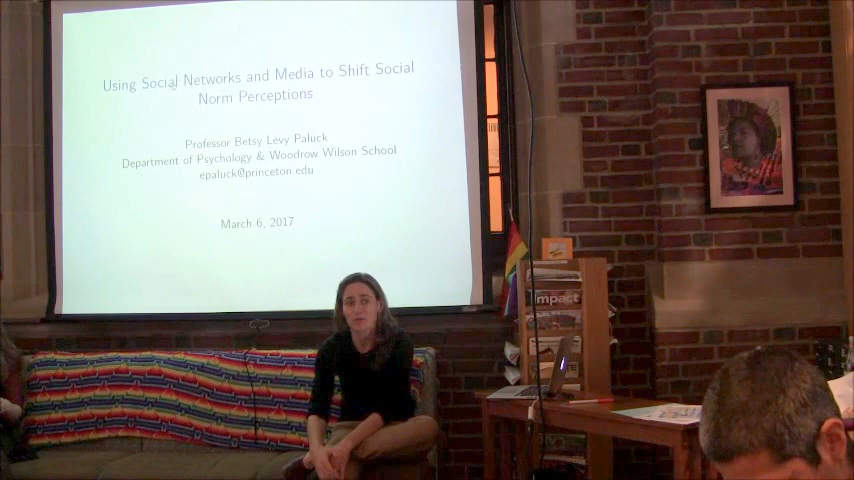 Using Social Networks and Media to Shift Social
Norm Perceptions
Professor Betsy Levy Paluck
Department of Psychology & Woodrow Wilson School
epaluck@princeton.edu
March 6, 2017
Impact